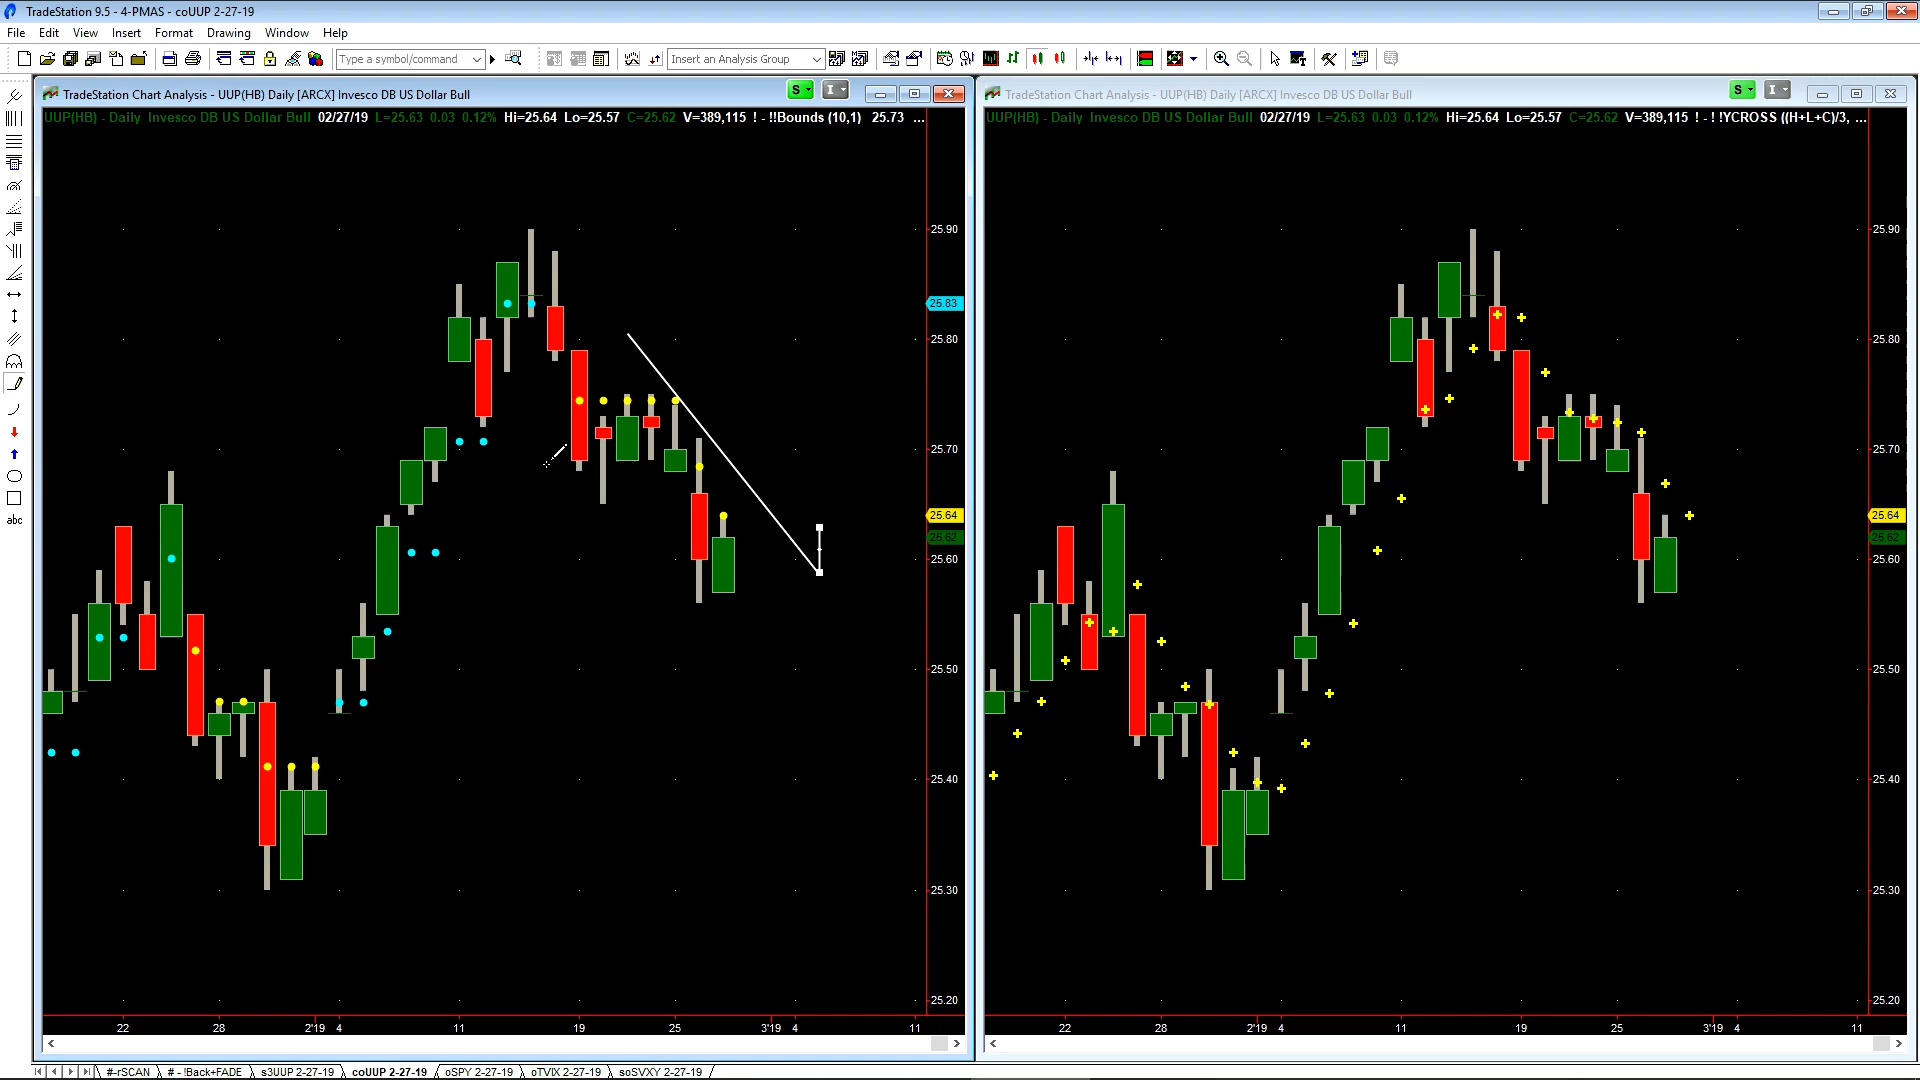 TradeStation 9.5 - 4-PMAS - coUUP 2-27-19
File Edit View Insert Format Drawing Window Help
Type a symbol/command
Insert an Analysis Group
TradeStation Chart Analysis - UUP(HB) Daily [ARCX] Invesco DB US Dollar Bull
S
I
UUP(HB) - Daily Invesco DB US Dollar Bull 02/27/19 L=25.63 0.03 0.12% Hi=25.64 Lo=25.57 C=25.62 V=389,115 ! - !!Bounds (10,1) 25.73 ...
25.90
25.83
25.80
25.70
25.64
25.62
25.60
25.50
25.40
25.30
25.20
22 28 2'19 4 11 19 25 3'19 4 11
TradeStation Chart Analysis - UUP(HB) Daily [ARCX] Invesco DB US Dollar Bull
S
I
UUP(HB) - Daily Invesco DB US Dollar Bull 02/27/19 L=25.63 0.03 0.12% Hi=25.64 Lo=25.57 C=25.62 V=389,115 ! - ! !YCROSS ((H+L+C)/3, ...
25.90
25.80
25.70
25.64
25.62
25.60
25.50
25.40
25.30
25.20
22 28 2'19 4 11 19 25 3'19 4 11
abc
#-rSCAN # - !Back+FADE s3UUP 2-27-19 coUUP 2-27-19 oSPY 2-27-19 oTVIX 2-27-19 soSVXY 2-27-19